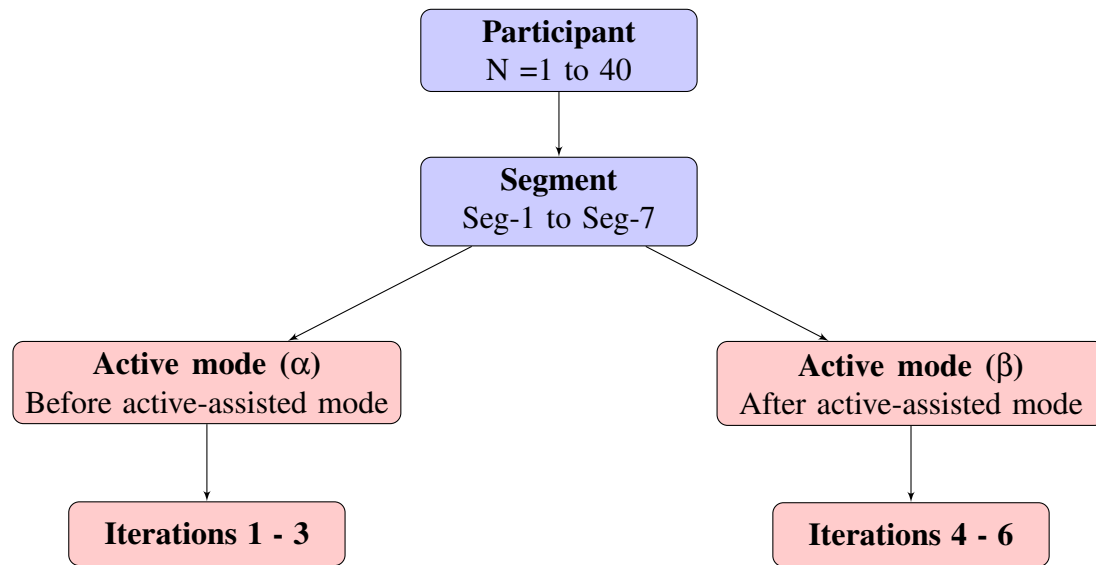 Participant
N =1 to 40
Segment
Seg-1 to Seg-7
Active mode (α)
Before active-assisted mode
Active mode (β)
After active-assisted mode
Iterations 1 - 3
Iterations 4 - 6